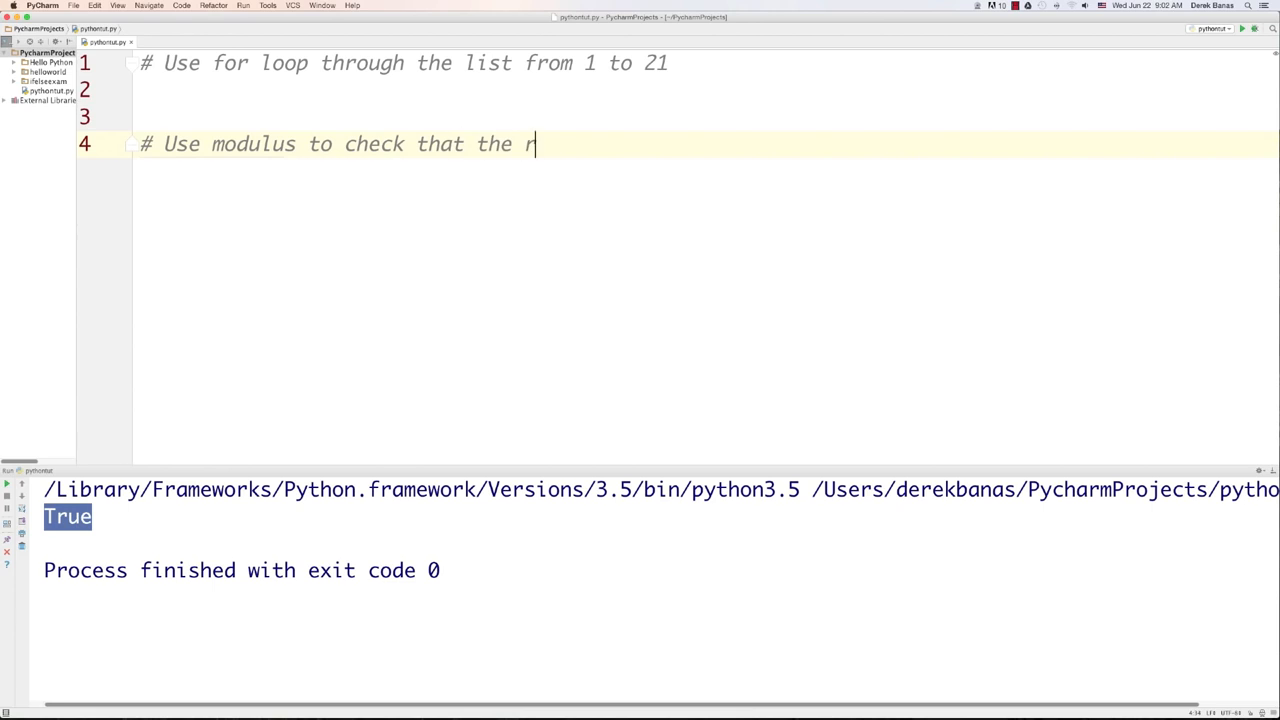 PyCharm File Edit View Navigate Code Refactor Run Tools VCS Window Help 10 Wed Jun 22 9:02 AM Derek Banas
pythontut.py - PycharmProjects - [~/PycharmProjects]
PycharmProjects pythontut.py pythontut
pythontut.py
PycharmProject
Hello Python
helloworld
ifelseexam
pythontut.py
External Librarie
1 # Use for loop through the list from 1 to 21
2
3
4 # Use modulus to check that the r
Run pythontut
/Library/Frameworks/Python.framework/Versions/3.5/bin/python3.5 /Users/derekbanas/PycharmProjects/pytho
True
Process finished with exit code 0
4:34 LF÷ UTF-8÷